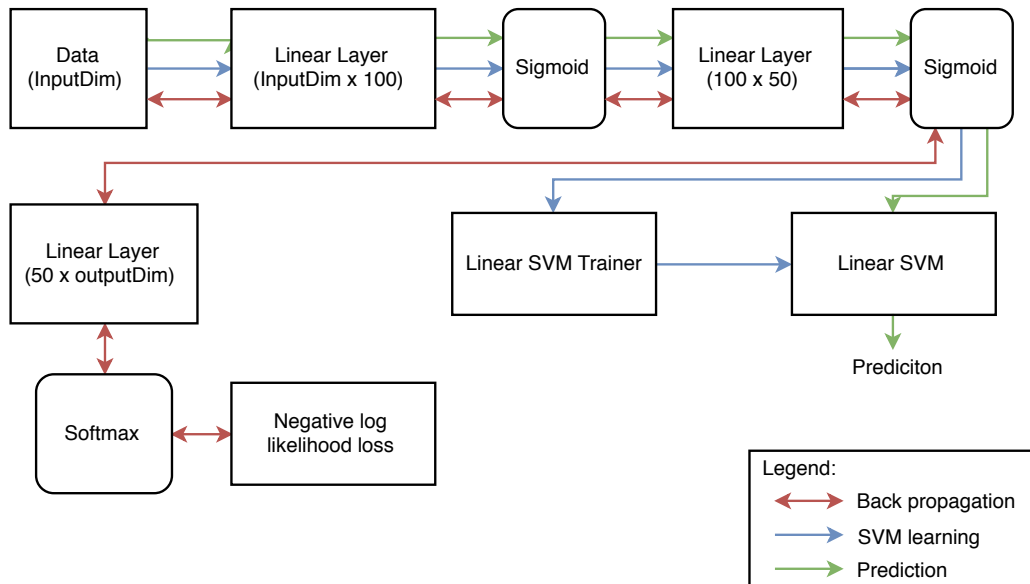 Data
(InputDim)
Linear Layer
(InputDim x 100)
Sigmoid
Linear Layer
(100 x 50)
Sigmoid
Linear Layer
(50 x outputDim)
Linear SVM Trainer
Linear SVM
Prediciton
Softmax
Negative log
likelihood loss
Legend:
Back propagation
SVM learning
Prediction